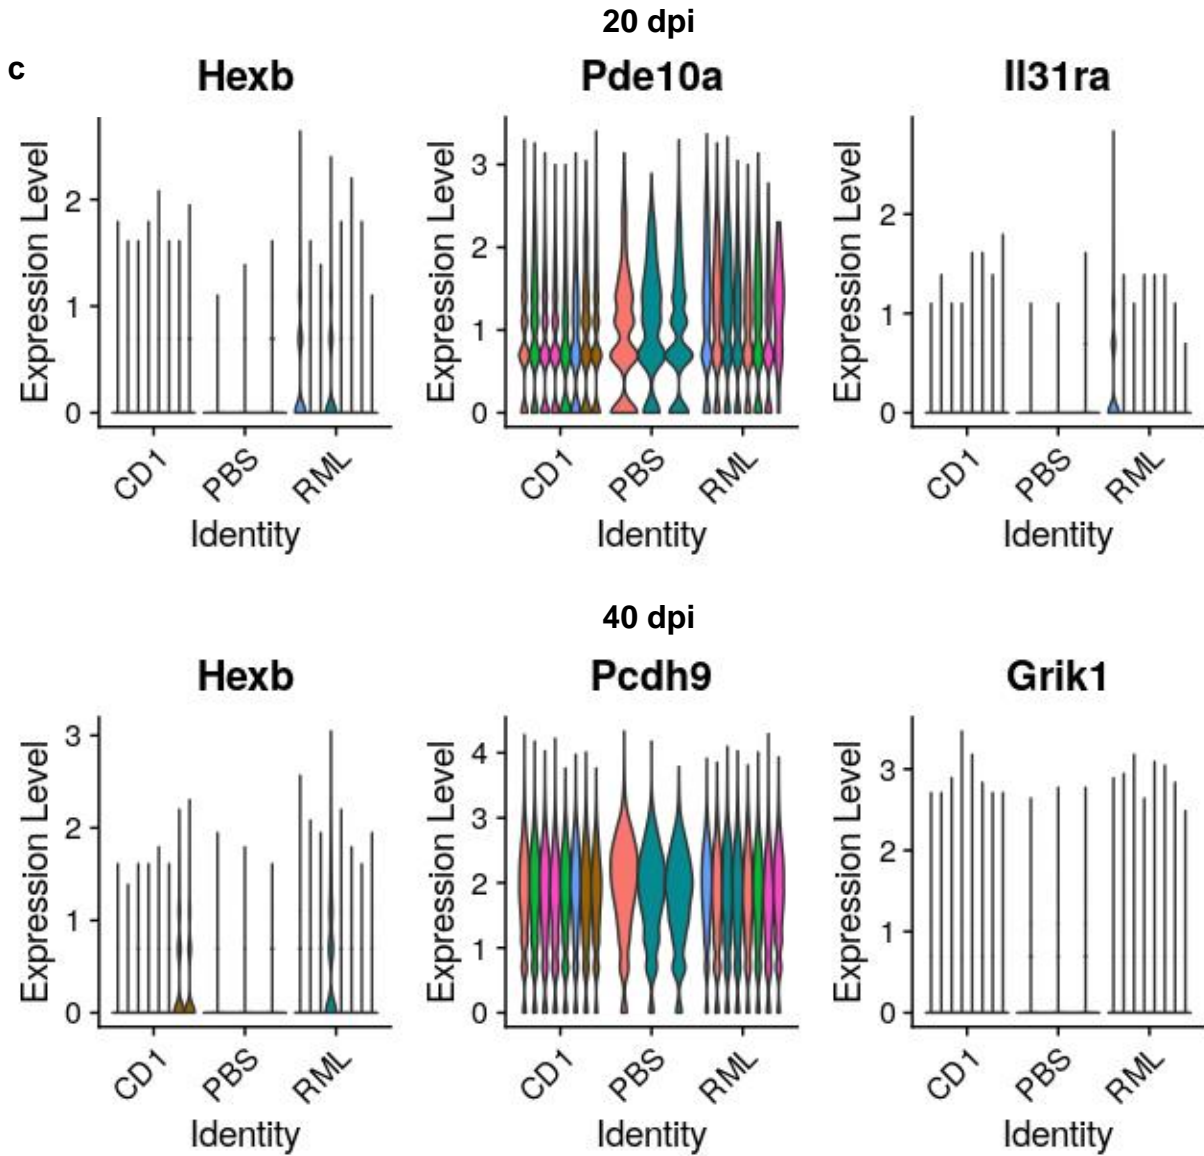 20 dpi
c
Hexb
Pde10a
Il31ra
Expression Level
2
1
0
CD1
PBS
RML
Identity
Expression Level
3
2
1
0
CD1
PBS
RML
Identity
Expression Level
2
1
0
CD1
PBS
RML
Identity
40 dpi
Hexb
Pcdh9
Grik1
Expression Level
3
2
1
0
CD1
PBS
RML
Identity
Expression Level
4
3
2
1
0
CD1
PBS
RML
Identity
Expression Level
3
2
1
0
CD1
PBS
RML
Identity